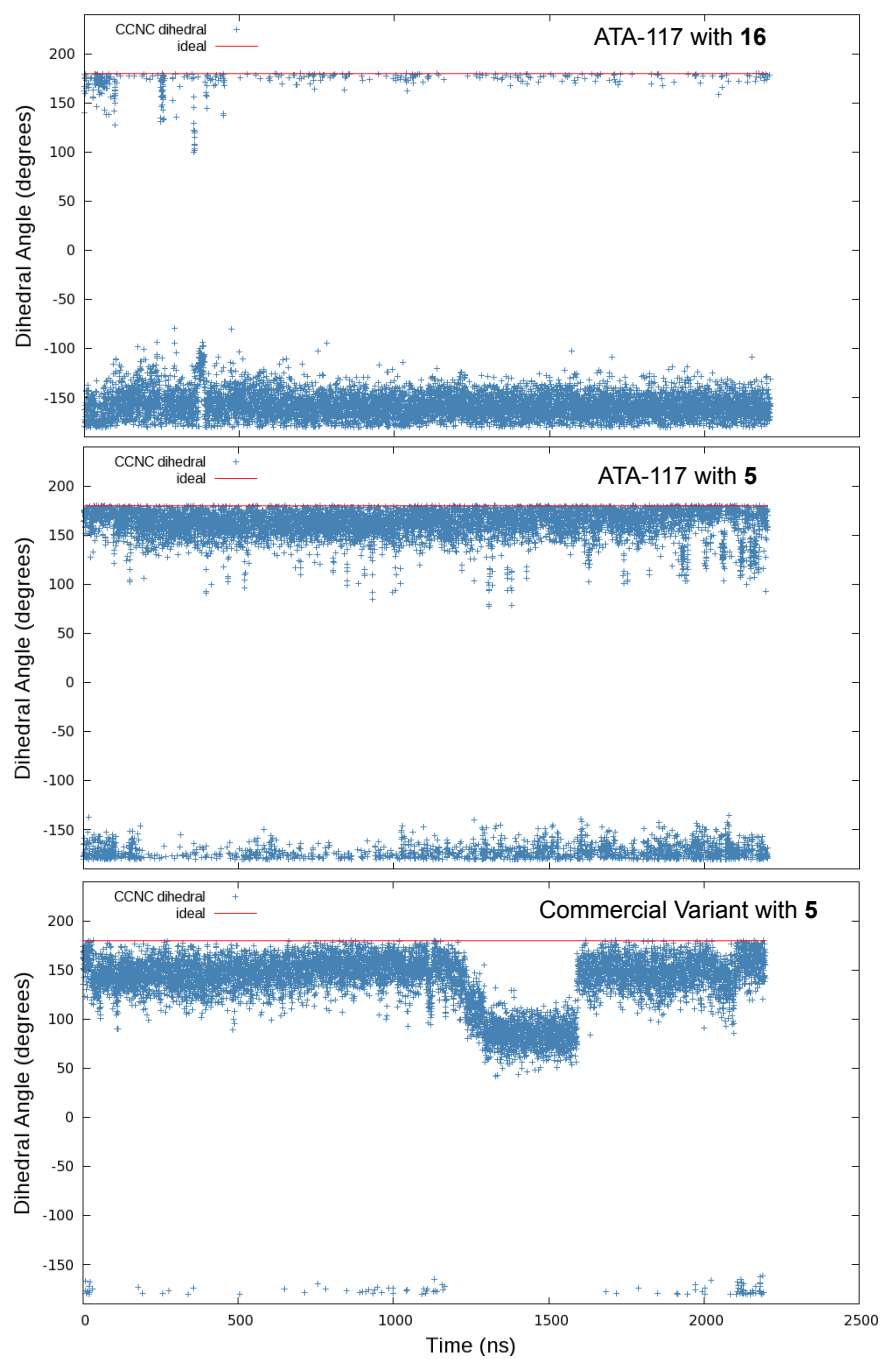 CCNC dihedral
ideal
ATA-117 with 16
200
150
100
50
0
-50
-100
-150
Dihedral Angle (degrees)
CCNC dihedral
ideal
ATA-117 with 5
200
150
100
50
0
-50
-100
-150
Dihedral Angle (degrees)
CCNC dihedral
ideal
Commercial Variant with 5
200
150
100
50
0
-50
-100
-150
Dihedral Angle (degrees)
0 500 1000 1500 2000 2500
Time (ns)